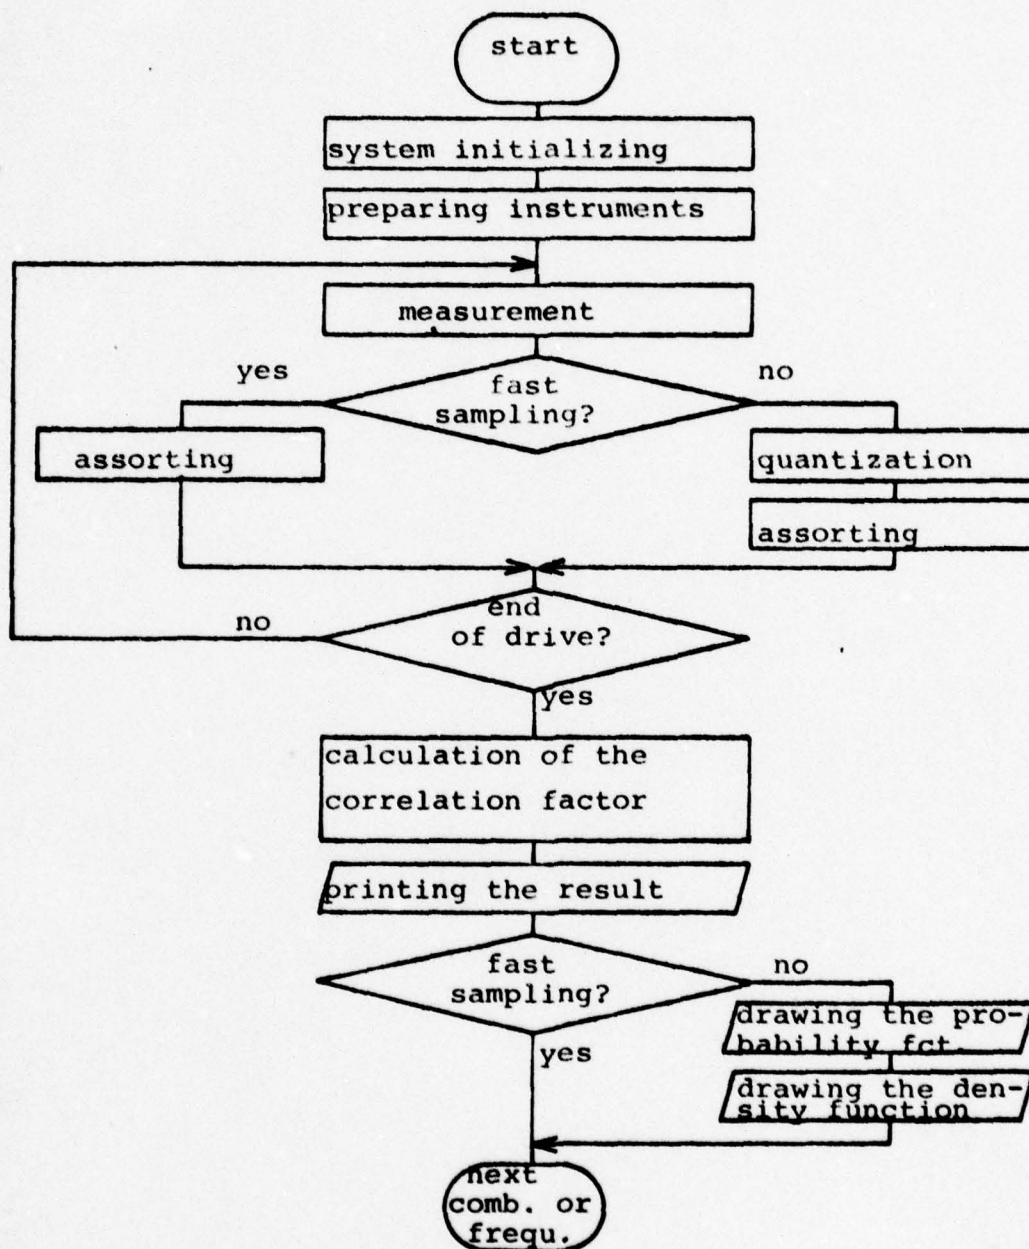 start
system initializing
preparing instruments
measurement
yes
fast
sampling?
no
assorting
quantization
assorting
no
end
of drive?
yes
calculation of the
correlation factor
printing the result
fast
sampling?
no
yes
drawing the pro-
bability fct.
drawing the den-
sity function
next
comb. or
frequ.